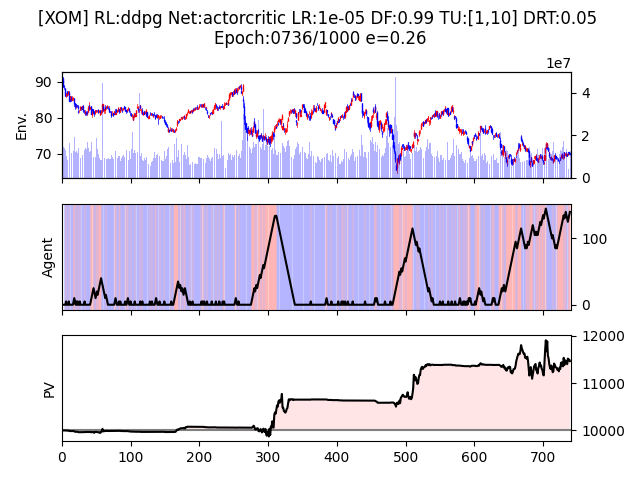 [XOM] RL:ddpg Net:actorcritic LR:1e-05 DF:0.99 TU:[1,10] DRT:0.05
Epoch:0736/1000 e=0.26
1e7
90
80
70
Env.
4
2
0
Agent
100
0
PV
12000
11000
10000
0 100 200 300 400 500 600 700